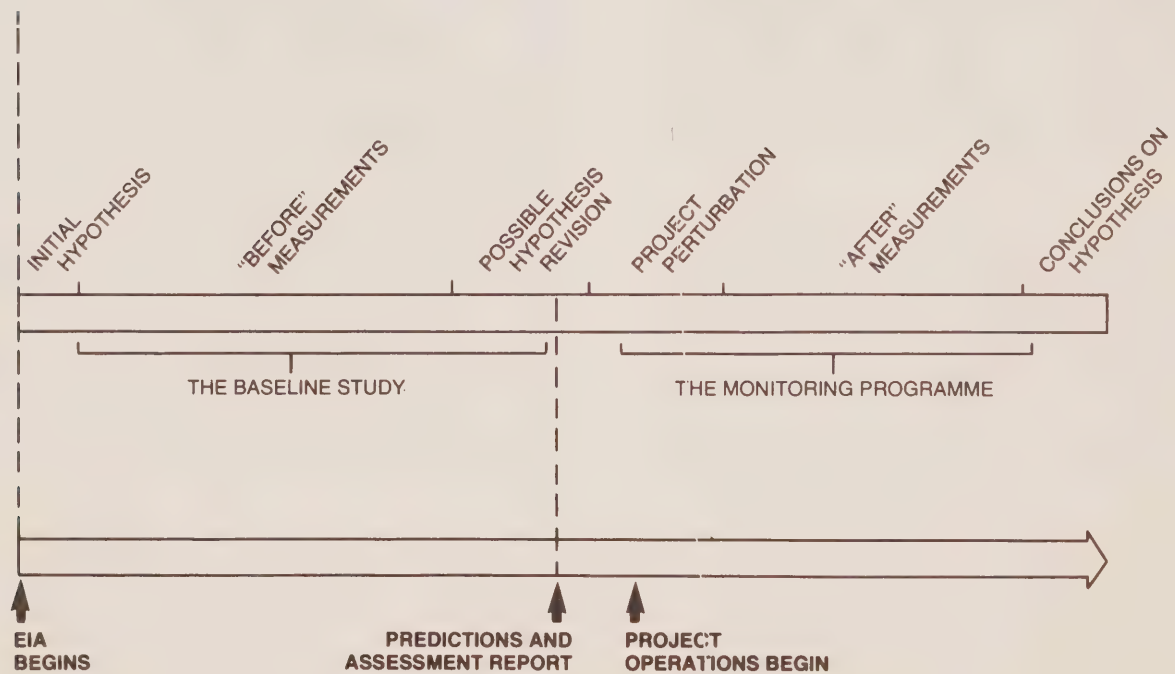 INITIAL
HYPOTHESIS
"BEFORE"
MEASUREMENTS
POSSIBLE
HYPOTHESIS
REVISION
PROJECT
PERTURBATION
"AFTER"
MEASUREMENTS
CONCLUSIONS ON
HYPOTHESIS
THE BASELINE STUDY
THE MONITORING PROGRAMME
EIA
BEGINS
PREDICTIONS AND
ASSESSMENT REPORT
PROJECT
OPERATIONS BEGIN